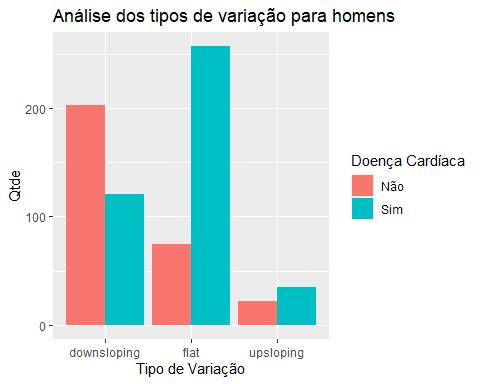 Análise dos tipos de variação para homens
Qtde
200
100
0
downsloping
flat
upsloping
Tipo de Variação
Doença Cardíaca
Não
Sim